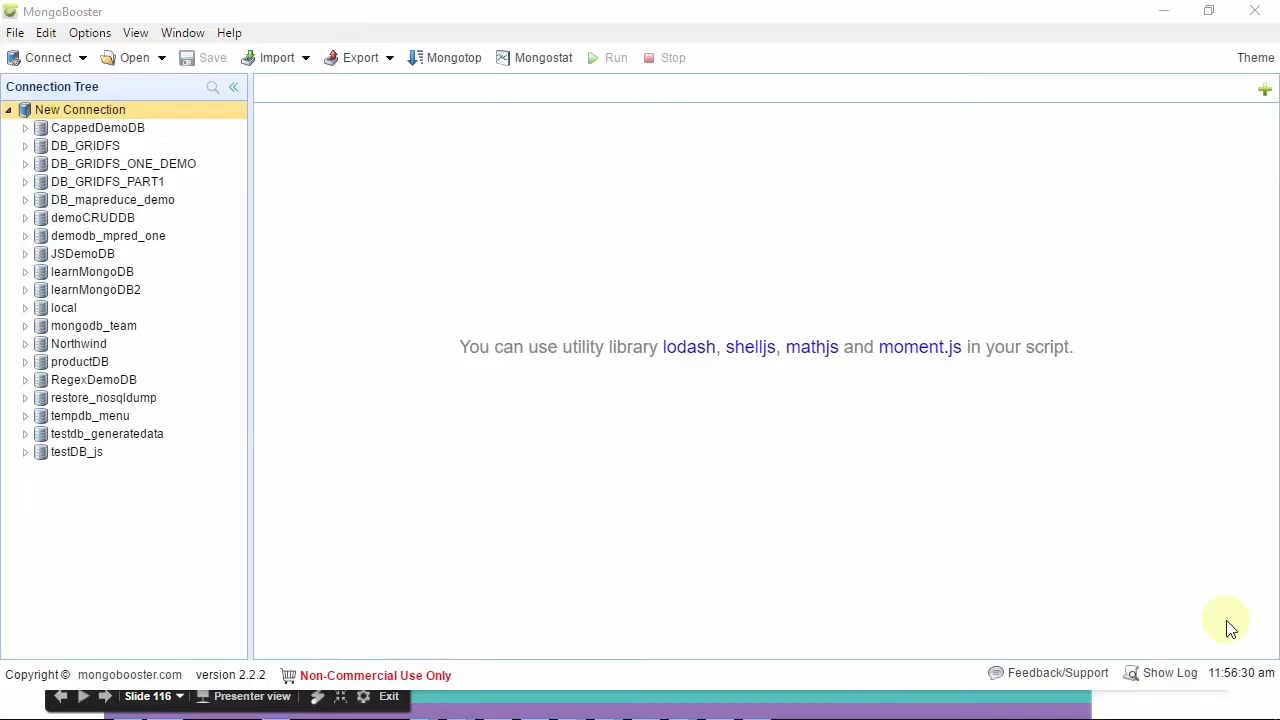 MongoBooster
File Edit Options View Window Help
Connect Open Save Import Export Mongotop Mongostat Run Stop Theme
Connection Tree
New Connection
CappedDemoDB
DB_GRIDFS
DB_GRIDFS_ONE_DEMO
DB_GRIDFS_PART1
DB_mapreduce_demo
demoCRUDDB
demodb_mpred_one
JSDemoDB
learnMongoDB
learnMongoDB2
local
mongodb_team
Northwind
productDB
RegexDemoDB
restore_nosqldump
tempdb_menu
testdb_generatedata
testDB_js
You can use utility library lodash, shelljs, mathjs and moment.js in your script.
Copyright © mongobooster.com version 2.2.2 Non-Commercial Use Only Feedback/Support Show Log 11:56:30 am
Slide 116 Presenter view Exit